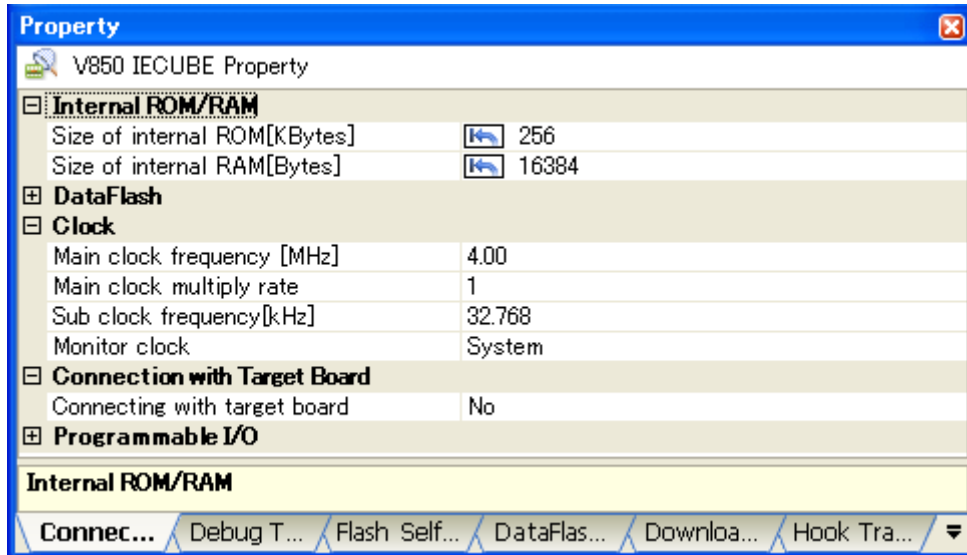 Property
V850 IECUBE Property
Internal ROM/RAM
Size of internal ROM[KBytes] 256
Size of internal RAM[Bytes] 16384
DataFlash
Clock
Main clock frequency [MHz] 4.00
Main clock multiply rate 1
Sub clock frequency[kHz] 32.768
Monitor clock System
Connection with Target Board
Connecting with target board No
Programmable I/O
Internal ROM/RAM
Connec... Debug T... Flash Self... DataFlas... Downloa... Hook Tra...